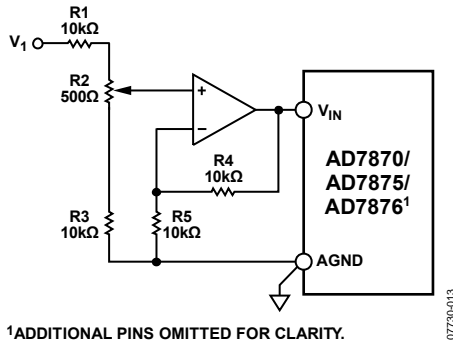 R1
10kΩ
V1
R2
500Ω
+
–
VIN
R4
10kΩ
AD7870/
AD7875/
AD7876¹
R3
10kΩ
R5
10kΩ
AGND
¹ADDITIONAL PINS OMITTED FOR CLARITY.
07730-013